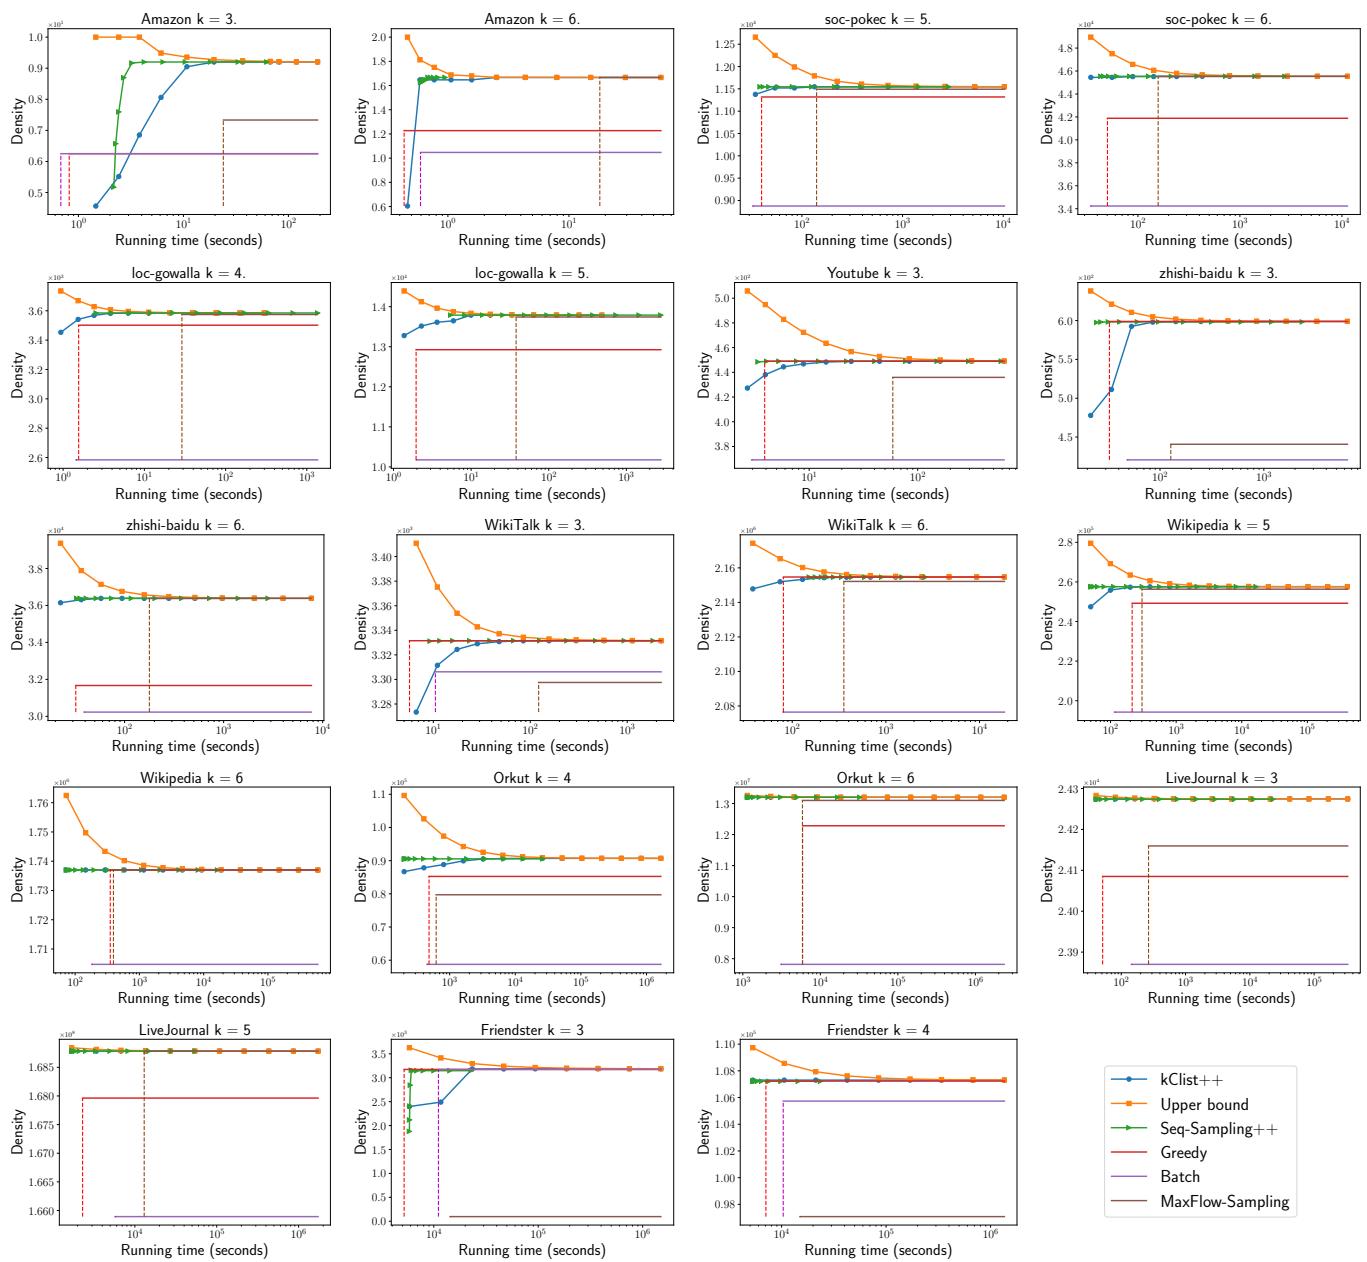 Amazon k = 3.
×10¹
Density
1.0
0.9
0.8
0.7
0.6
0.5
10⁰ 10¹ 10²
Running time (seconds)
Amazon k = 6.
Density
2.0
1.8
1.6
1.4
1.2
1.0
0.8
0.6
10⁰ 10¹
Running time (seconds)
soc-pokec k = 5.
Density
1.25
1.20
1.15
1.10
1.05
1.00
0.95
0.90
10² 10³ 10⁴
Running time (seconds)
soc-pokec k = 6.
×10⁴
Density
4.8
4.6
4.4
4.2
4.0
3.8
3.6
3.4
10² 10³ 10⁴
Running time (seconds)
loc-gowalla k = 4.
Density
3.6
3.4
3.2
3.0
2.8
2.6
10⁰ 10¹ 10² 10³
Running time (seconds)
loc-gowalla k = 5.
×10⁴
Density
1.4
1.3
1.2
1.1
1.0
10⁰ 10¹ 10² 10³
Running time (seconds)
Youtube k = 3.
×10²
Density
5.0
4.8
4.6
4.4
4.2
4.0
3.8
10¹ 10²
Running time (seconds)
zhishi-baidu k = 3.
×10²
Density
6.0
5.5
5.0
4.5
10² 10³
Running time (seconds)
zhishi-baidu k = 6.
×10⁴
Density
3.8
3.6
3.4
3.2
3.0
10² 10³ 10⁴
Running time (seconds)
WikiTalk k = 3.
×10³
Density
3.40
3.38
3.36
3.34
3.32
3.30
3.28
10¹ 10² 10³
Running time (seconds)
WikiTalk k = 6.
×10⁶
Density
2.16
2.14
2.12
2.10
2.08
10² 10³ 10⁴
Running time (seconds)
Wikipedia k = 5
×10⁵
Density
2.8
2.6
2.4
2.2
2.0
10² 10³ 10⁴ 10⁵
Running time (seconds)
Wikipedia k = 6
×10⁶
Density
1.76
1.75
1.74
1.73
1.72
1.71
10² 10³ 10⁴ 10⁵
Running time (seconds)
Orkut k = 4
×10⁵
Density
1.1
1.0
0.9
0.8
0.7
0.6
10³ 10⁴ 10⁵ 10⁶
Running time (seconds)
Orkut k = 6
×10⁷
Density
1.3
1.2
1.1
1.0
0.9
0.8
10³ 10⁴ 10⁵ 10⁶
Running time (seconds)
LiveJournal k = 3
×10⁴
Density
2.43
2.42
2.41
2.40
2.39
10² 10³ 10⁴ 10⁵
Running time (seconds)
LiveJournal k = 5
Density
1.685
1.680
1.675
1.670
1.665
1.660
10⁴ 10⁵ 10⁶
Running time (seconds)
Friendster k = 3
×10³
Density
3.5
3.0
2.5
2.0
1.5
1.0
0.5
0.0
10⁴ 10⁵ 10⁶
Running time (seconds)
Friendster k = 4
×10⁵
Density
1.10
1.08
1.06
1.04
1.02
1.00
0.98
10⁴ 10⁵ 10⁶
Running time (seconds)
kClist++
Upper bound
Seq-Sampling++
Greedy
Batch
MaxFlow-Sampling